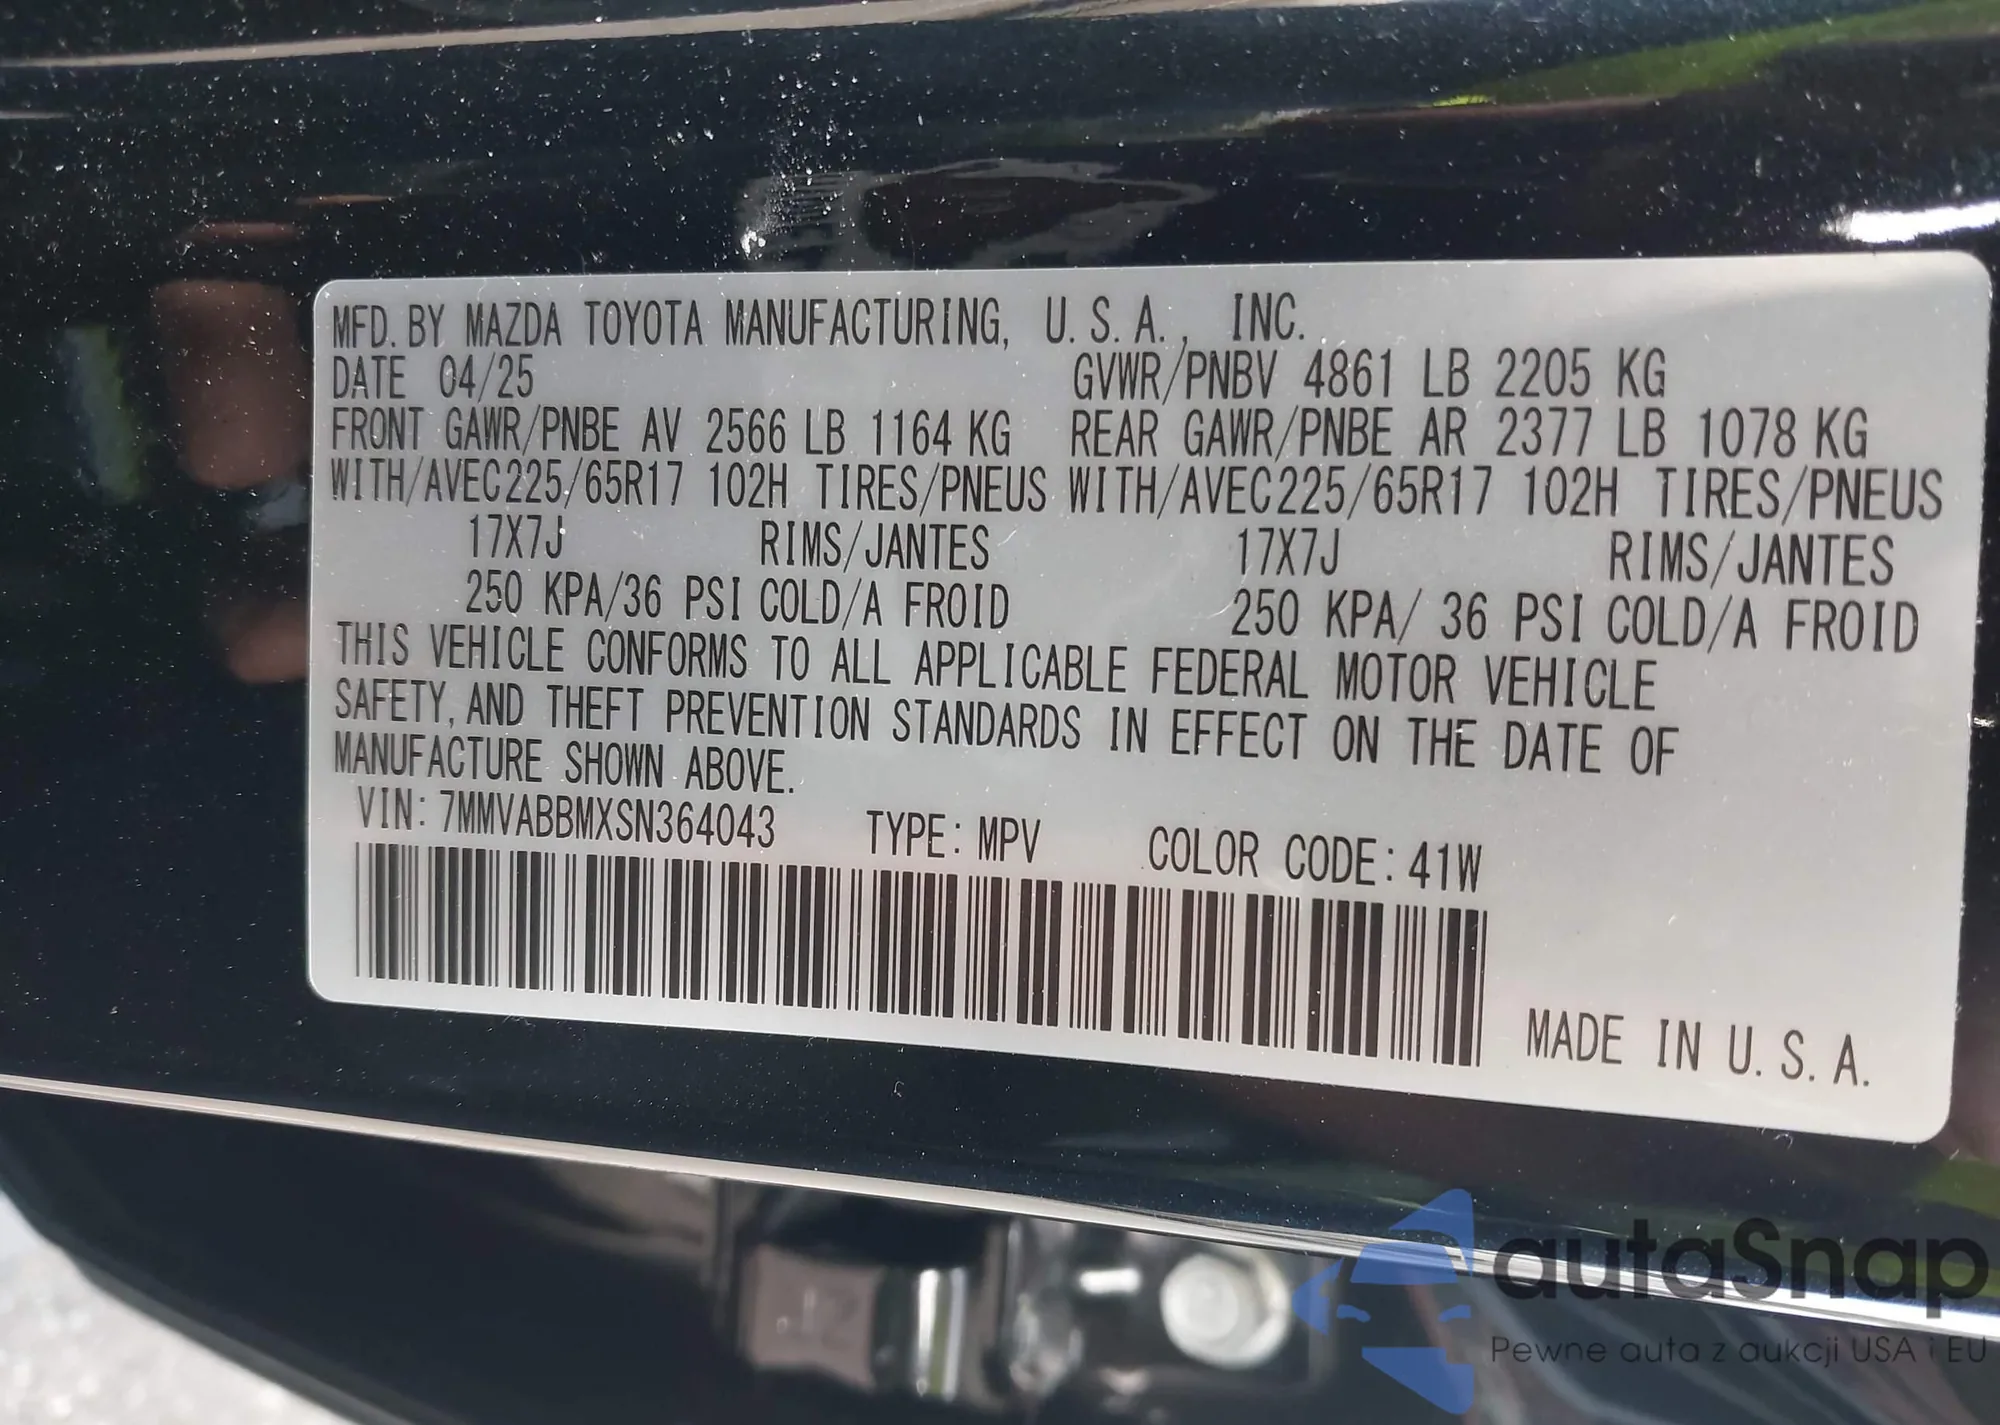 MFD. BY MAZDA TOYOTA MANUFACTURING, U.S.A., INC.
DATE 04/25 GVWR/PNBV 4861 LB 2205 KG
FRONT GAWR/PNBE AV 2566 LB 1164 KG REAR GAWR/PNBE AR 2377 LB 1078 KG
WITH/AVEC225/65R17 102H TIRES/PNEUS WITH/AVEC225/65R17 102H TIRES/PNEUS
17X7J RIMS/JANTES 17X7J RIMS/JANTES
250 KPA/36 PSI COLD/A FROID 250 KPA/ 36 PSI COLD/A FROID
THIS VEHICLE CONFORMS TO ALL APPLICABLE FEDERAL MOTOR VEHICLE
SAFETY, AND THEFT PREVENTION STANDARDS IN EFFECT ON THE DATE OF
MANUFACTURE SHOWN ABOVE.
VIN: 7MMVABBMXSN364043 TYPE: MPV COLOR CODE: 41W
MADE IN U.S.A.
autaSnap
Pewne auta z aukcji USA i EU